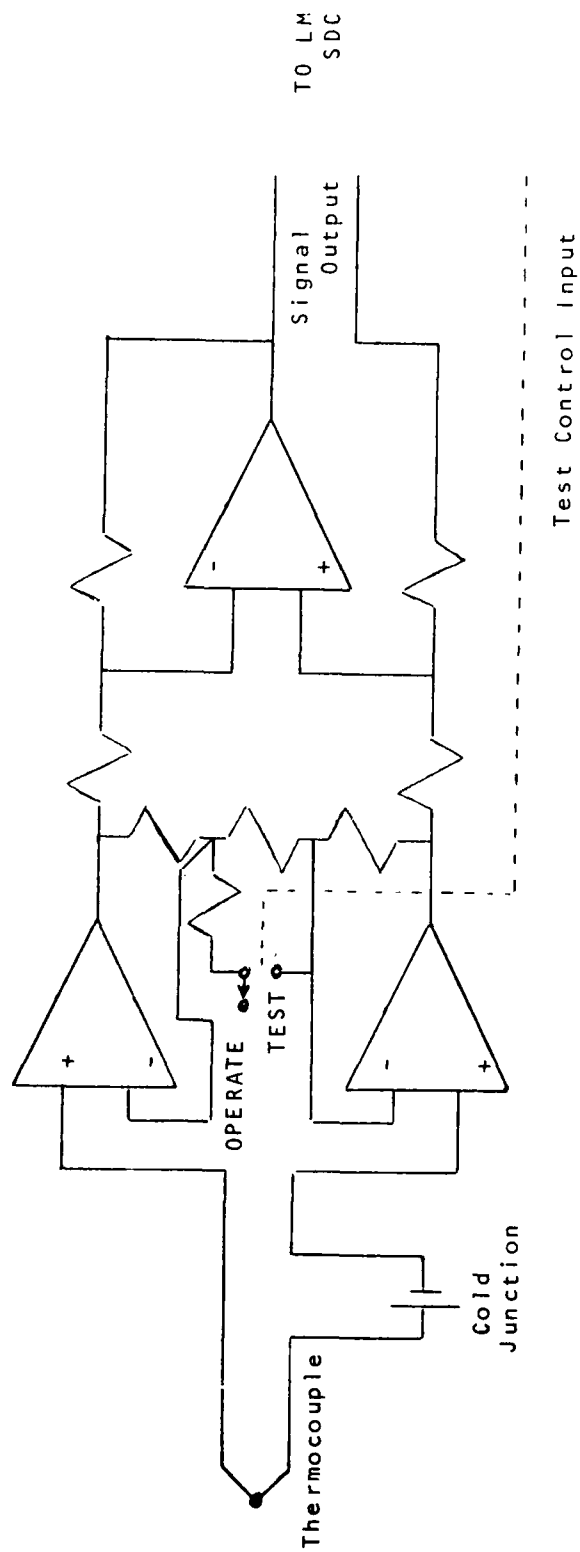 Thermocouple
Cold
Junction
OPERATE
TEST
+
-
-
+
-
+
Signal
Output
TO LM
SDC
Test Control Input